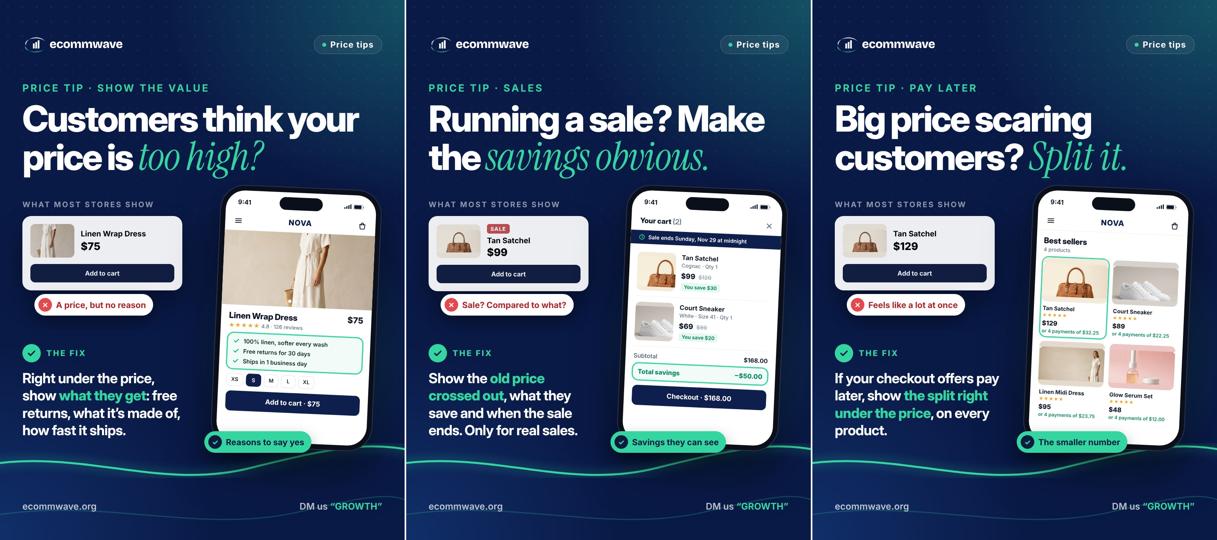 ecommwave
Price tips
PRICE TIP · SHOW THE VALUE
Customers think your
price is too high?
WHAT MOST STORES SHOW
Linen Wrap Dress
$75
Add to cart
A price, but no reason
THE FIX
Right under the price,
show what they get: free
returns, what it's made of,
how fast it ships.
9:41
NOVA
Linen Wrap Dress
$75
★★★★★ 4.8 · 126 reviews
100% linen, softer every wash
Free returns for 30 days
Ships in 1 business day
XS S M L XL
Add to cart · $75
Reasons to say yes
ecommwave.org
DM us “GROWTH”
ecommwave
Price tips
PRICE TIP · SALES
Running a sale? Make
the savings obvious.
WHAT MOST STORES SHOW
SALE
Tan Satchel
$99
Add to cart
Sale? Compared to what?
THE FIX
Show the old price
crossed out, what they
save and when the sale
ends. Only for real sales.
9:41
Your cart (2)
Sale ends Sunday, Nov 29 at midnight
Tan Satchel
Cognac · Qty 1
$99 $129
You save $30
Court Sneaker
White · Size 41 · Qty 1
$69 $89
You save $20
Subtotal
$168.00
Total savings
−$50.00
Checkout · $168.00
Savings they can see
ecommwave.org
DM us “GROWTH”
ecommwave
Price tips
PRICE TIP · PAY LATER
Big price scaring
customers? Split it.
WHAT MOST STORES SHOW
Tan Satchel
$129
Add to cart
Feels like a lot at once
THE FIX
If your checkout offers pay
later, show the split right
under the price, on every
product.
9:41
NOVA
Best sellers
4 products
Tan Satchel
★★★★★
$129
or 4 payments of $32.25
Court Sneaker
★★★★★
$89
or 4 payments of $22.25
Linen Midi Dress
★★★★★
$95
or 4 payments of $23.75
Glow Serum Set
★★★★★
$48
or 4 payments of $12.00
The smaller number
ecommwave.org
DM us “GROWTH”